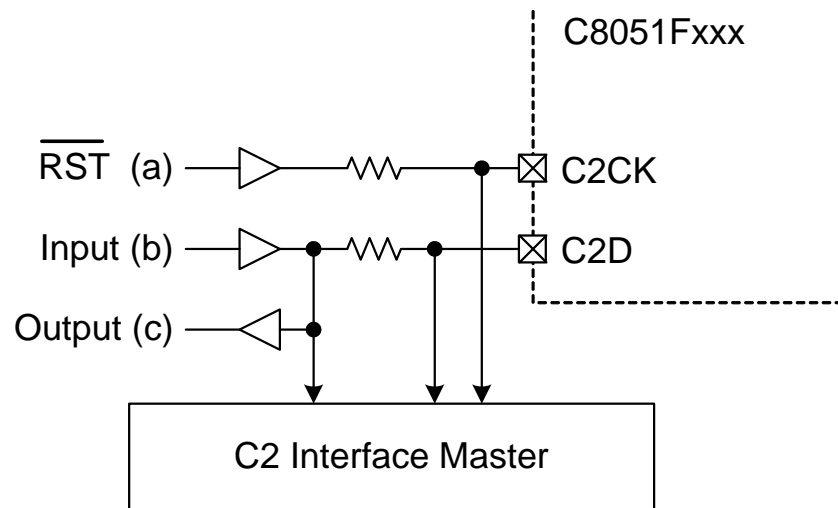 C8051Fxxx
RST (a)
C2CK
Input (b)
C2D
Output (c)
C2 Interface Master